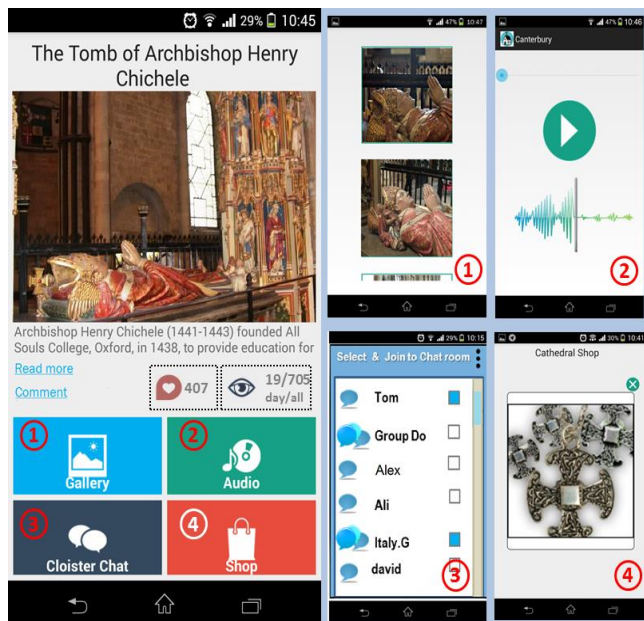 29% 10:45
The Tomb of Archbishop Henry
Chichele
Archbishop Henry Chichele (1441-1443) founded All
Souls College, Oxford, in 1438, to provide education for
Read more
Comment
407
19/705
day/all
1
Gallery
2
Audio
3
Cloister Chat
4
Shop
47% 10:47
1
47% 10:46
Canterbury
2
29% 10:15
Select & Join to Chat room
Tom
Group Do
Alex
Ali
Italy.G
david
3
30% 10:41
Cathedral Shop
4